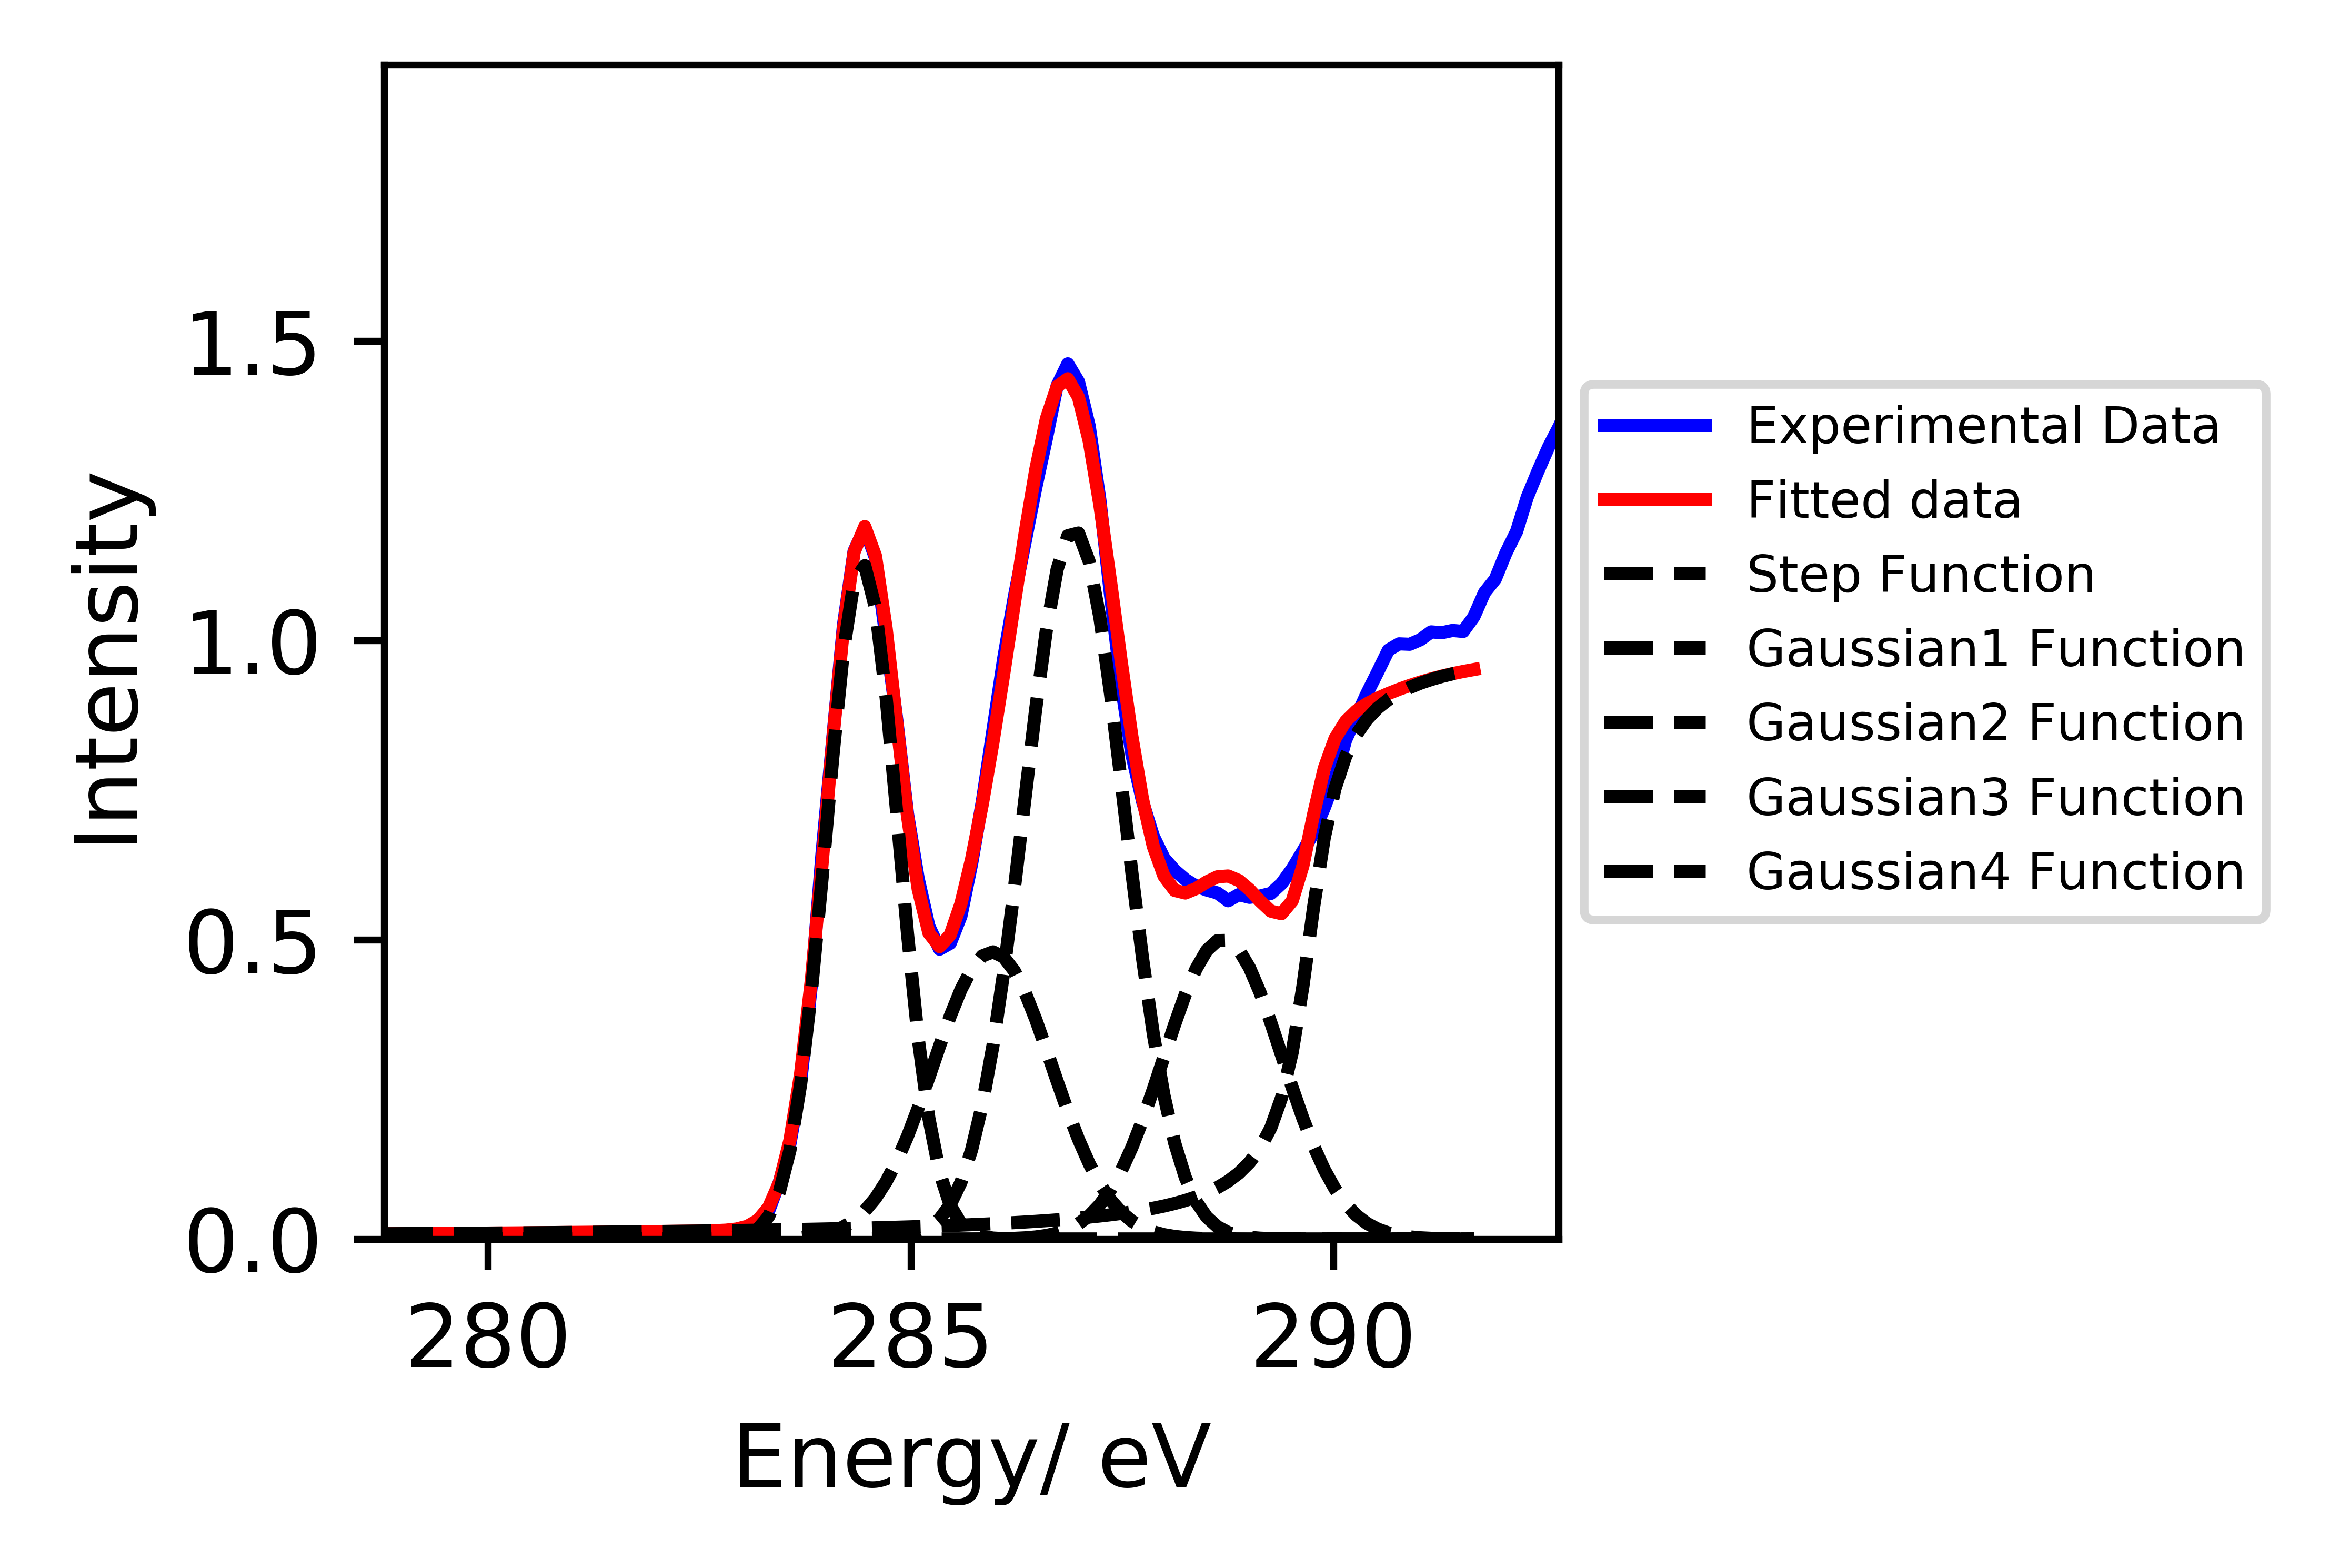 Intensity
1.5
1.0
0.5
0.0
280 285 290
Energy/ eV
Experimental Data
Fitted data
Step Function
Gaussian1 Function
Gaussian2 Function
Gaussian3 Function
Gaussian4 Function